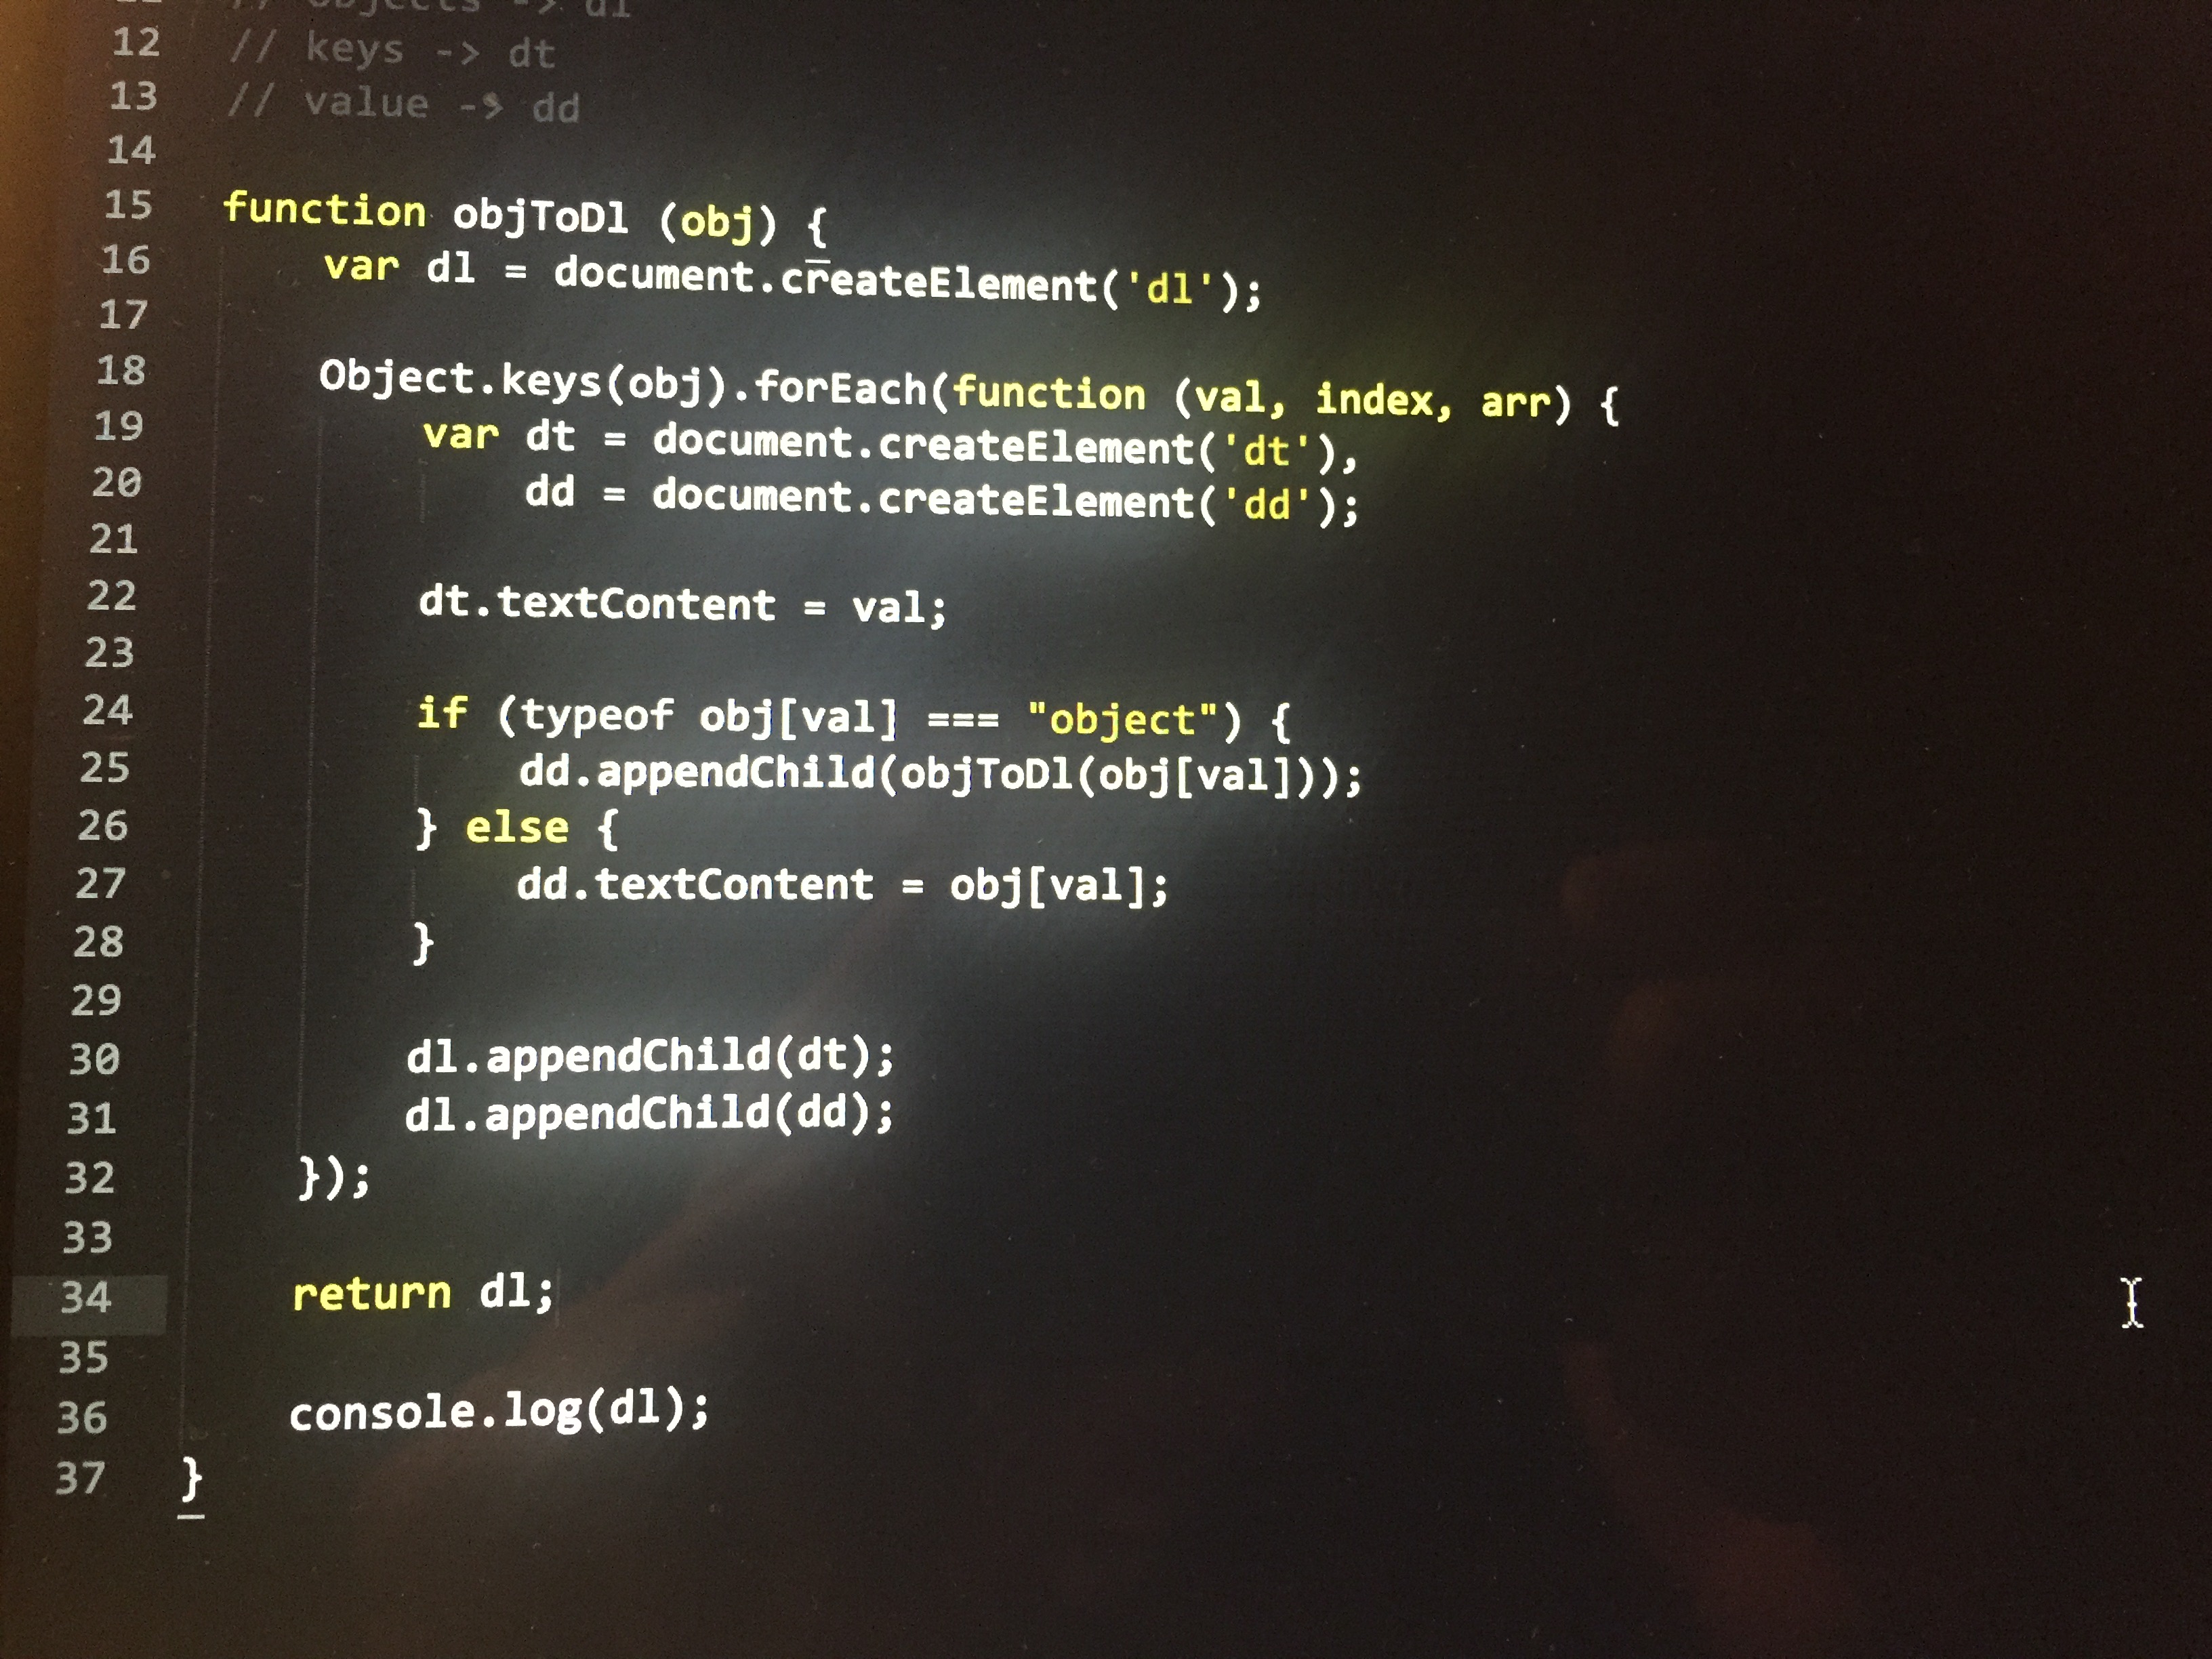 // objects -> dl
12 // keys -> dt
13 // value -> dd
14
15 function objToDl (obj) {
16 var dl = document.createElement('dl');
17
18 Object.keys(obj).forEach(function (val, index, arr) {
19 var dt = document.createElement('dt'),
20 dd = document.createElement('dd');
21
22 dt.textContent = val;
23
24 if (typeof obj[val] === "object") {
25 dd.appendChild(objToDl(obj[val]));
26 } else {
27 dd.textContent = obj[val];
28 }
29
30 dl.appendChild(dt);
31 dl.appendChild(dd);
32 });
33
34 return dl;
35
36 console.log(dl);
37 }